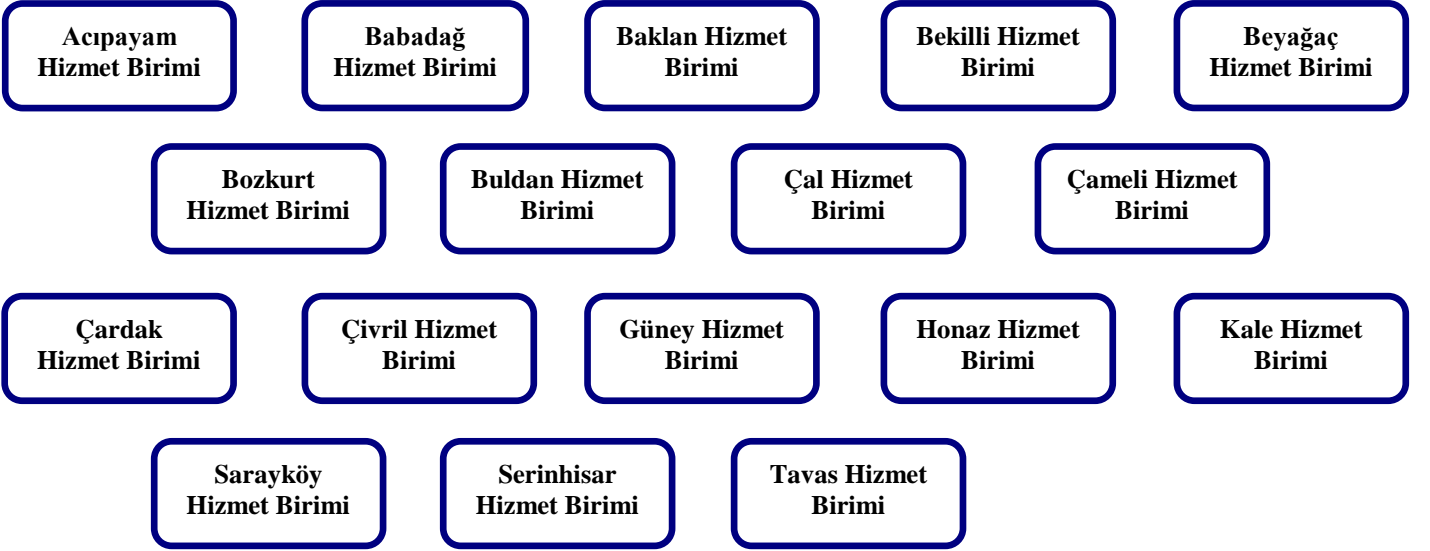 Acıpayam
Hizmet Birimi
Babadağ
Hizmet Birimi
Baklan Hizmet
Birimi
Bekilli Hizmet
Birimi
Beyağaç
Hizmet Birimi
Bozkurt
Hizmet Birimi
Buldan Hizmet
Birimi
Çal Hizmet
Birimi
Çameli Hizmet
Birimi
Çardak
Hizmet Birimi
Çivril Hizmet
Birimi
Güney Hizmet
Birimi
Honaz Hizmet
Birimi
Kale Hizmet
Birimi
Sarayköy
Hizmet Birimi
Serinhisar
Hizmet Birimi
Tavas Hizmet
Birimi